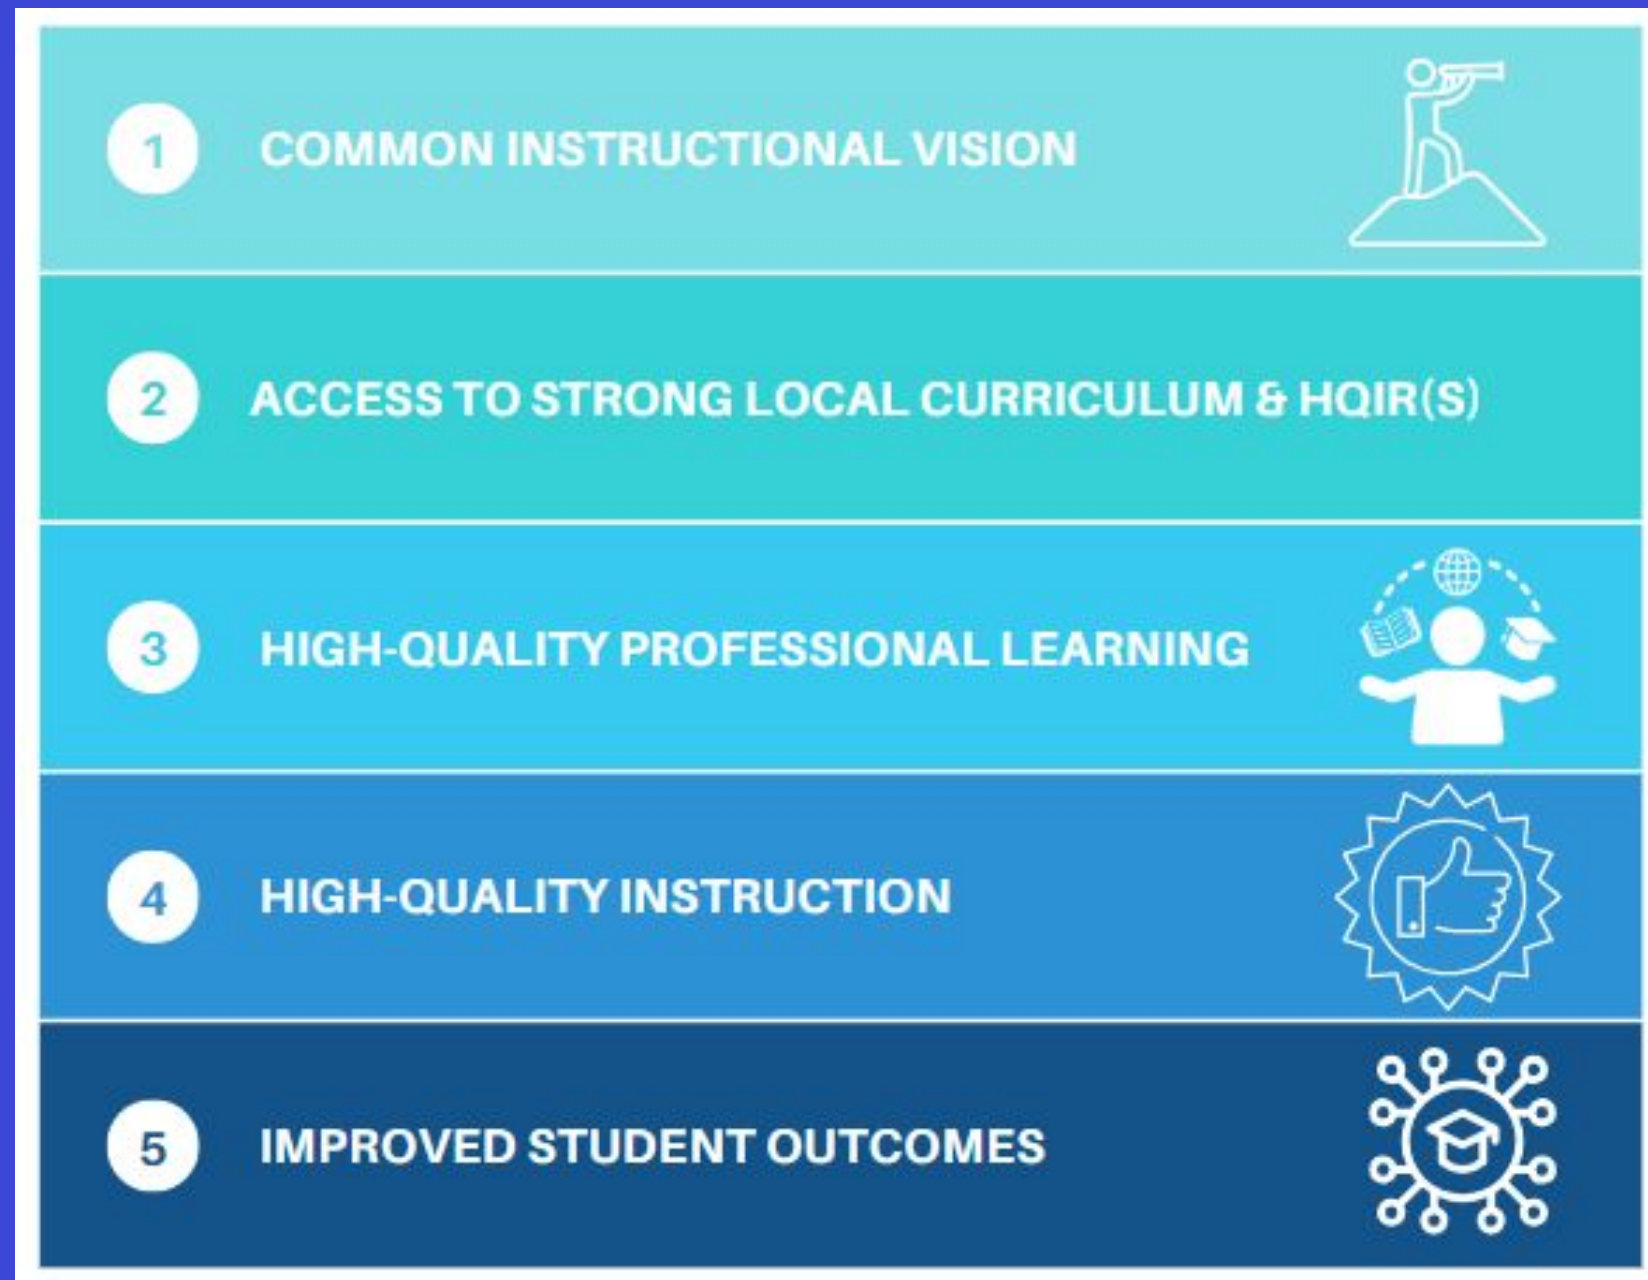 1 COMMON INSTRUCTIONAL VISION
2 ACCESS TO STRONG LOCAL CURRICULUM & HQIR(S)
3 HIGH-QUALITY PROFESSIONAL LEARNING
4 HIGH-QUALITY INSTRUCTION
5 IMPROVED STUDENT OUTCOMES